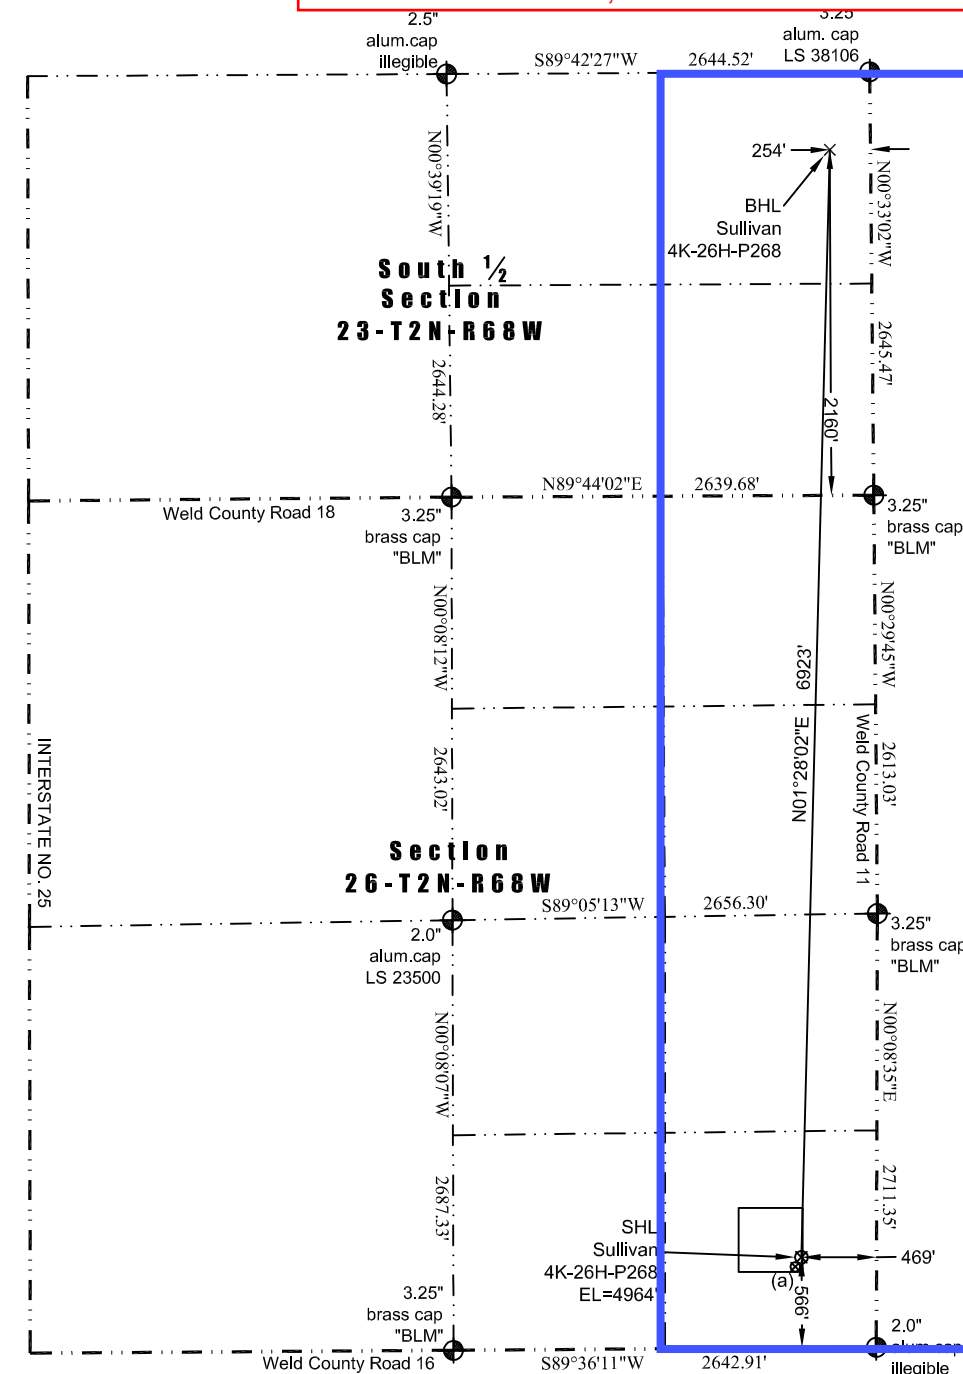 2.5"
alum.cap
illegible
3.25
alum. cap
LS 38106
S89°42'27"W 2644.52'
N00°39'19"W
254'
N00°33'02"W
BHL
Sullivan
4K-26H-P268
South ½
Section
23-T2N-R68W
2644.28'
2645.47'
2160'
N89°44'02"E 2639.68'
Weld County Road 18
3.25"
brass cap
"BLM"
3.25"
brass cap
"BLM"
N00°08'12"W
N00°29'45"W
N01°28'02"E 6923'
INTERSTATE NO. 25
2643.02'
Weld County Road 11
2613.03'
Section
26-T2N-R68W
S89°05'13"W 2656.30'
2.0"
alum.cap
LS 23500
3.25"
brass cap
"BLM"
N00°08'07"W
N00°08'35"E
2687.33'
2711.35'
SHL
Sullivan
4K-26H-P268
EL=4964'
469'
(a)
566'
3.25"
brass cap
"BLM"
2.0"
alum.cap
illegible
Weld County Road 16
S89°36'11"W 2642.91'